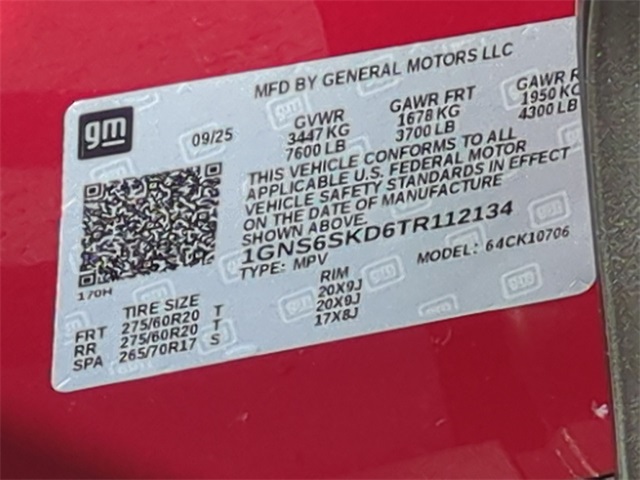 MFD BY GENERAL MOTORS LLC
gm
09/25
GVWR GAWR FRT GAWR R
3447 KG 1678 KG 1950 KG
7600 LB 3700 LB 4300 LB
THIS VEHICLE CONFORMS TO ALL
APPLICABLE U.S. FEDERAL MOTOR
VEHICLE SAFETY STANDARDS IN EFFECT
ON THE DATE OF MANUFACTURE
SHOWN ABOVE.
1GNS6SKD6TR112134
TYPE: MPV MODEL: 64CK10706
170H
TIRE SIZE RIM
FRT 275/60R20 T 20X9J
RR 275/60R20 T 20X9J
SPA 265/70R17 S 17X8J